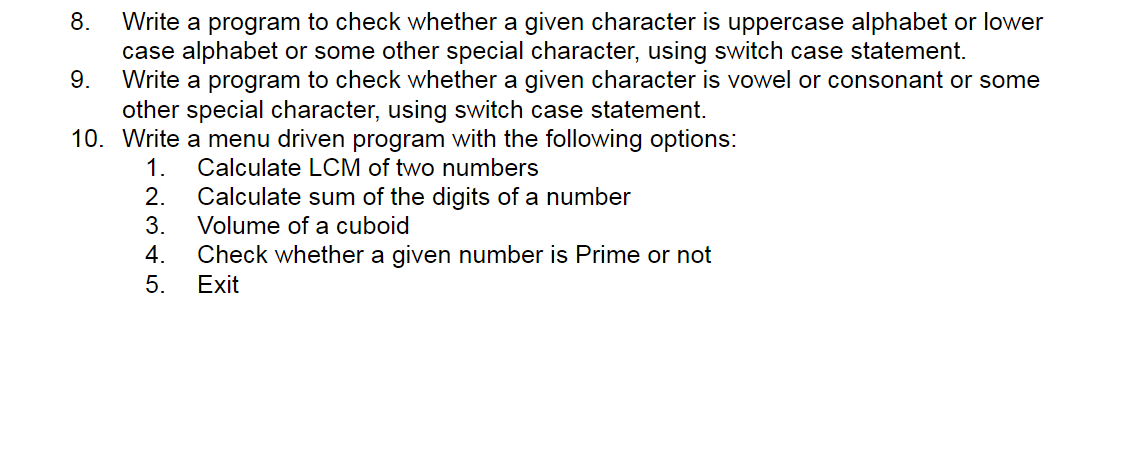 8. Write a program to check whether a given character is uppercase alphabet or lower
case alphabet or some other special character, using switch case statement.
9. Write a program to check whether a given character is vowel or consonant or some
other special character, using switch case statement.
10. Write a menu driven program with the following options:
1. Calculate LCM of two numbers
2. Calculate sum of the digits of a number
3. Volume of a cuboid
4. Check whether a given number is Prime or not
5. Exit